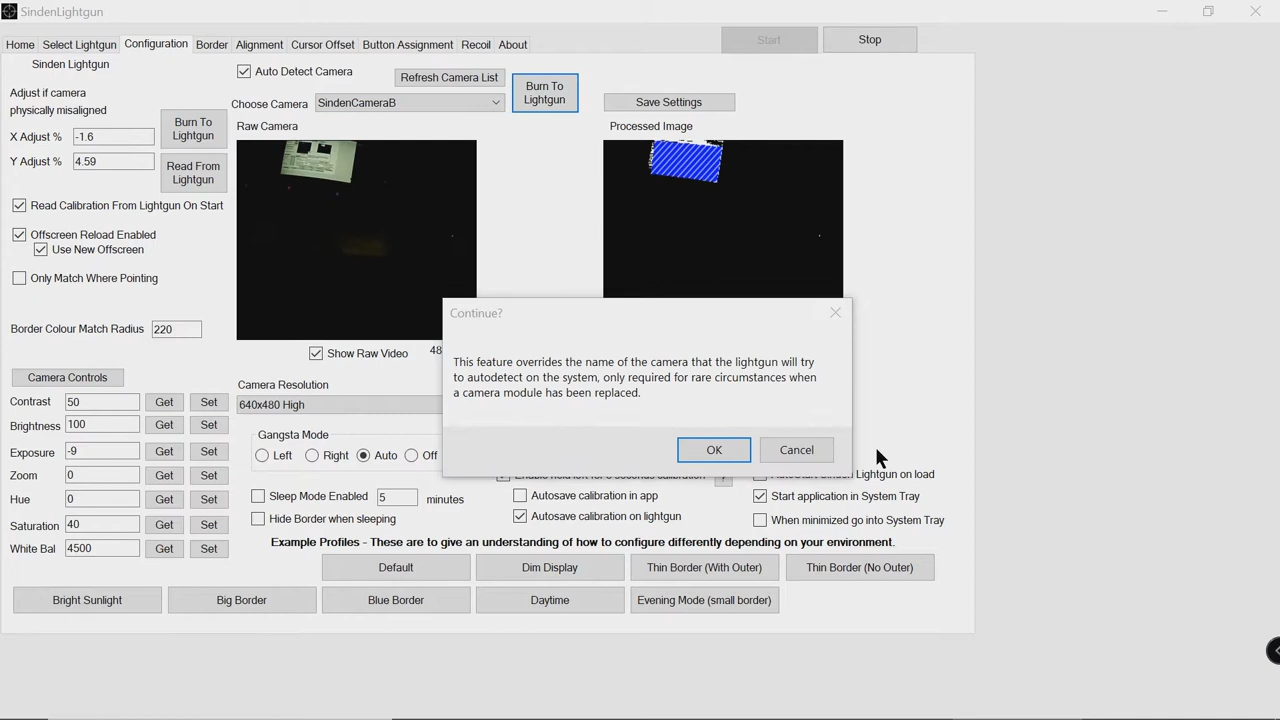 SindenLightgun
Home Select Lightgun Configuration Border Alignment Cursor Offset Button Assignment Recoil About
Start Stop
Sinden Lightgun
Adjust if camera
physically misaligned
X Adjust % -1.6
Y Adjust % 4.59
Burn To
Lightgun
Read From
Lightgun
Read Calibration From Lightgun On Start
Offscreen Reload Enabled
Use New Offscreen
Only Match Where Pointing
Border Colour Match Radius 220
Auto Detect Camera Refresh Camera List
Choose Camera SindenCameraB
Burn To
Lightgun
Save Settings
Raw Camera
Processed Image
Show Raw Video 48
Continue?
This feature overrides the name of the camera that the lightgun will try
to autodetect on the system, only required for rare circumstances when
a camera module has been replaced.
OK Cancel
Camera Controls
Contrast 50 Get Set
Brightness 100 Get Set
Exposure -9 Get Set
Zoom 0 Get Set
Hue 0 Get Set
Saturation 40 Get Set
White Bal 4500 Get Set
Camera Resolution
640x480 High
Gangsta Mode
Left Right Auto Off
Sleep Mode Enabled 5 minutes
Hide Border when sleeping
Autosave calibration in app
Autosave calibration on lightgun
Lightgun on load
Start application in System Tray
When minimized go into System Tray
Example Profiles - These are to give an understanding of how to configure differently depending on your environment.
Default Dim Display Thin Border (With Outer) Thin Border (No Outer)
Bright Sunlight Big Border Blue Border Daytime Evening Mode (small border)